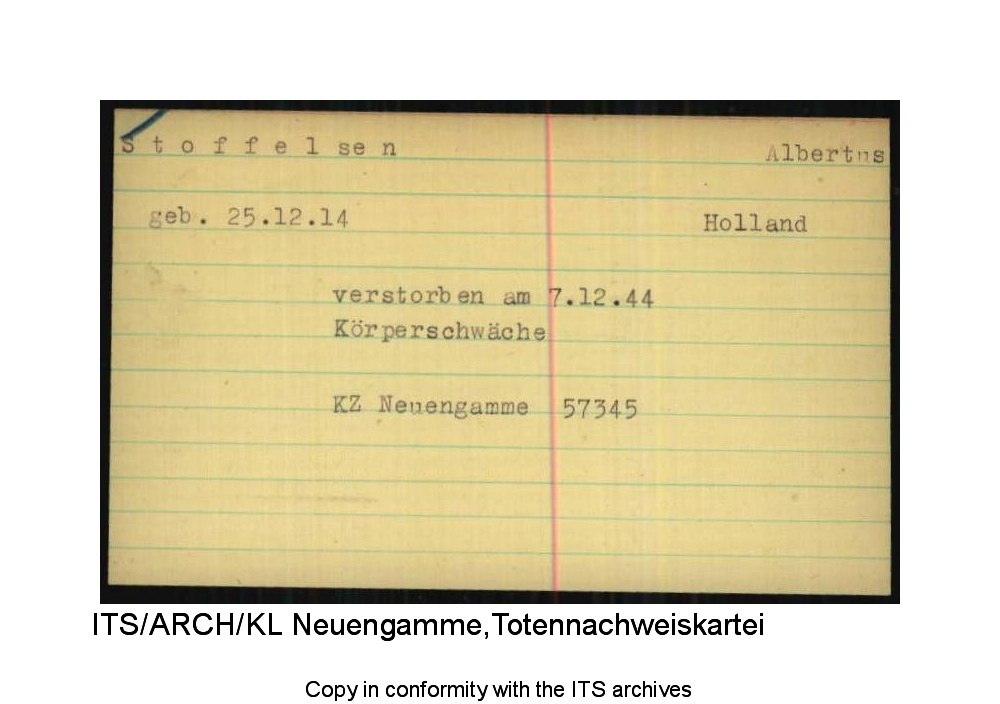 Stoffelsen Albertus
geb. 25.12.14 Holland
verstorben am 7.12.44
Körperschwäche
KZ Neuengamme 57345
ITS/ARCH/KL Neuengamme,Totennachweiskartei
Copy in conformity with the ITS archives